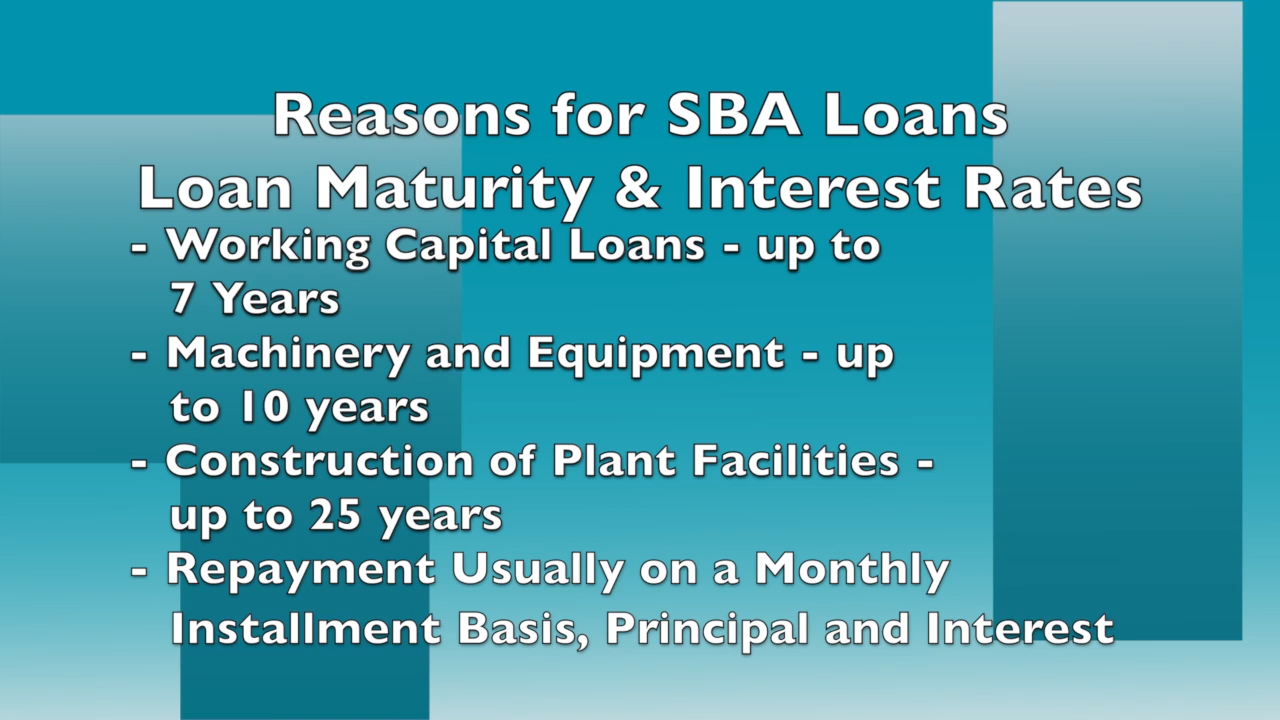 Reasons for SBA Loans
Loan Maturity & Interest Rates
- Working Capital Loans - up to
7 Years
- Machinery and Equipment - up
to 10 years
- Construction of Plant Facilities -
up to 25 years
- Repayment Usually on a Monthly
Installment Basis, Principal and Interest